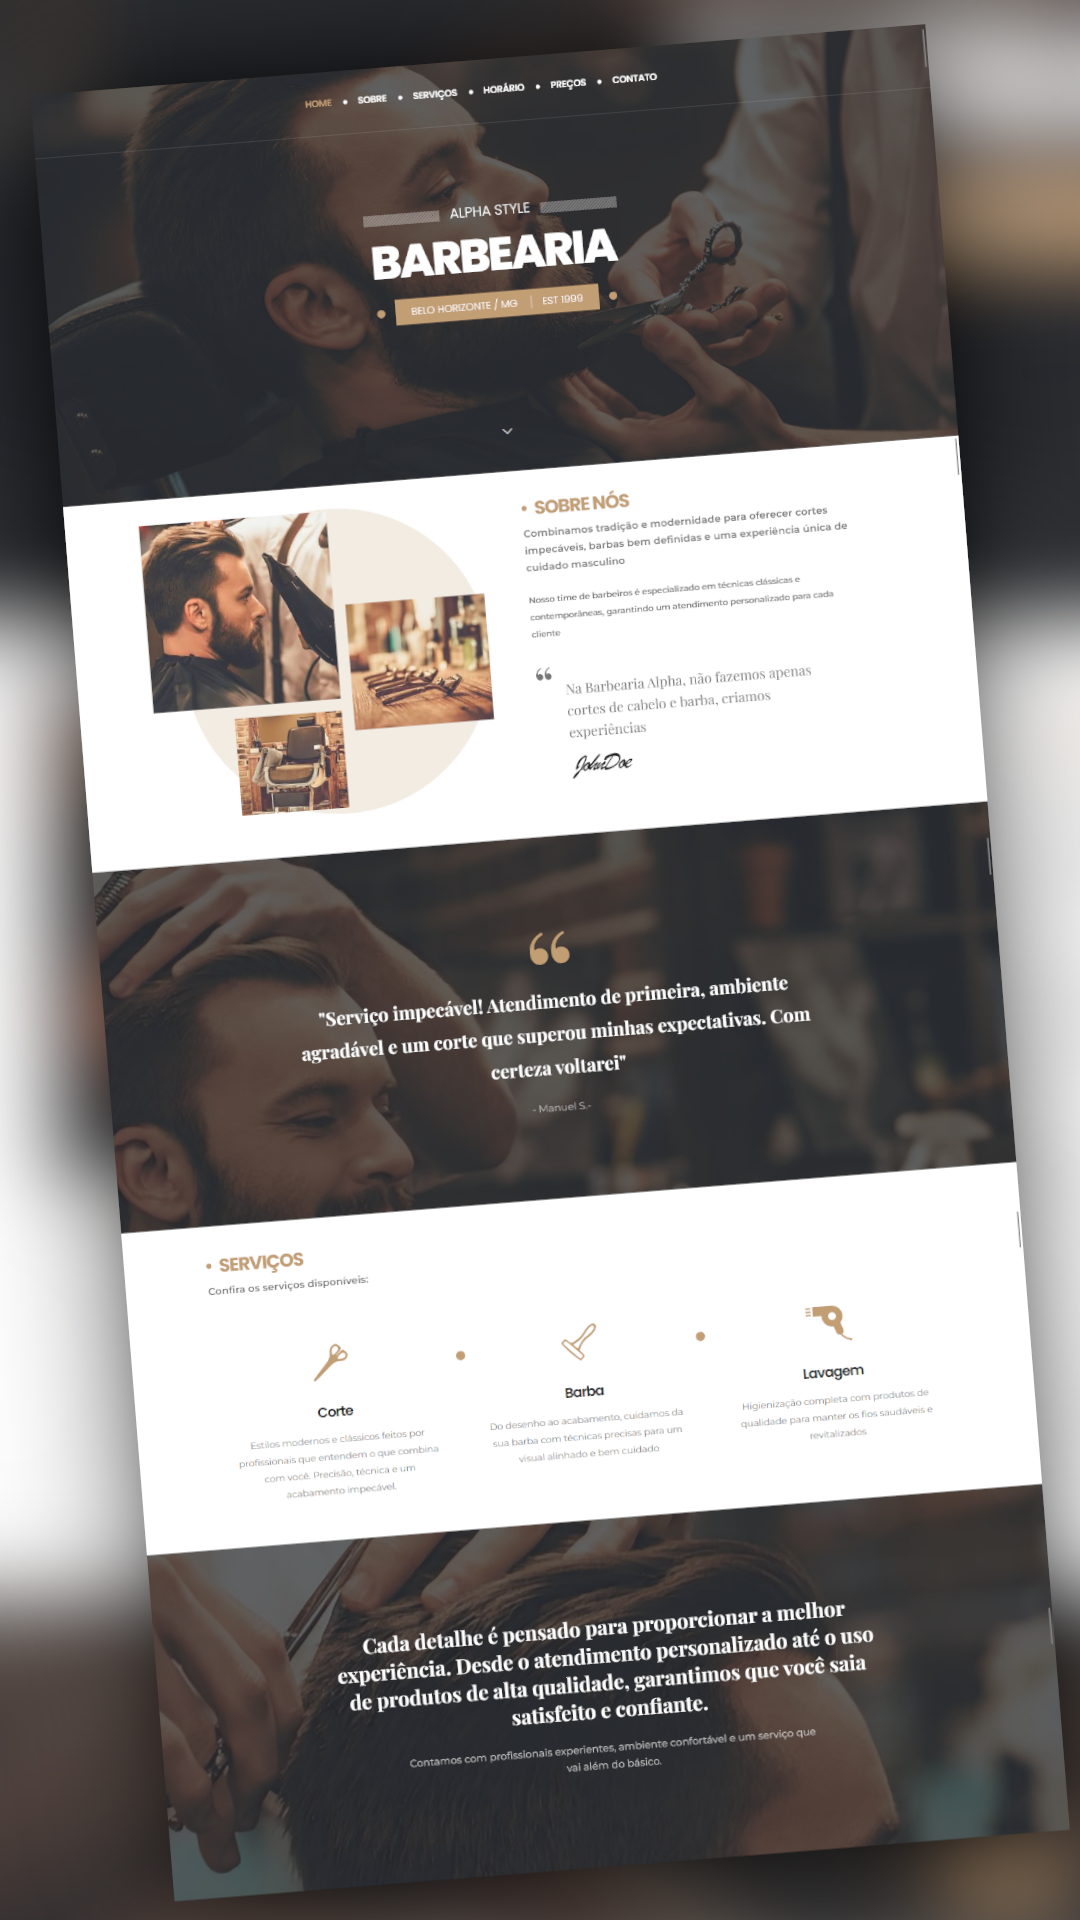 HOME • SOBRE • SERVIÇOS • HORÁRIO • PREÇOS • CONTATO
ALPHA STYLE
BARBEARIA
BELO HORIZONTE / MG | EST 1999
SOBRE NÓS
Combinamos tradição e modernidade para oferecer cortes
impecáveis, barbas bem definidas e uma experiência única de
cuidado masculino
Nosso time de barbeiros é especializado em técnicas clássicas e
contemporâneas, garantindo um atendimento personalizado para cada
cliente
“ Na Barbearia Alpha, não fazemos apenas
cortes de cabelo e barba, criamos
experiências
JohnDoe
“
"Serviço impecável! Atendimento de primeira, ambiente
agradável e um corte que superou minhas expectativas. Com
certeza voltarei"
- Manuel S.-
SERVIÇOS
Confira os serviços disponíveis:
Corte
Estilos modernos e clássicos feitos por
profissionais que entendem o que combina
com você. Precisão, técnica e um
acabamento impecável.
Barba
Do desenho ao acabamento, cuidamos da
sua barba com técnicas precisas para um
visual alinhado e bem cuidado
Lavagem
Higienização completa com produtos de
qualidade para manter os fios saudáveis e
revitalizados
Cada detalhe é pensado para proporcionar a melhor
experiência. Desde o atendimento personalizado até o uso
de produtos de alta qualidade, garantimos que você saia
satisfeito e confiante.
Contamos com profissionais experientes, ambiente confortável e um serviço que
vai além do básico.